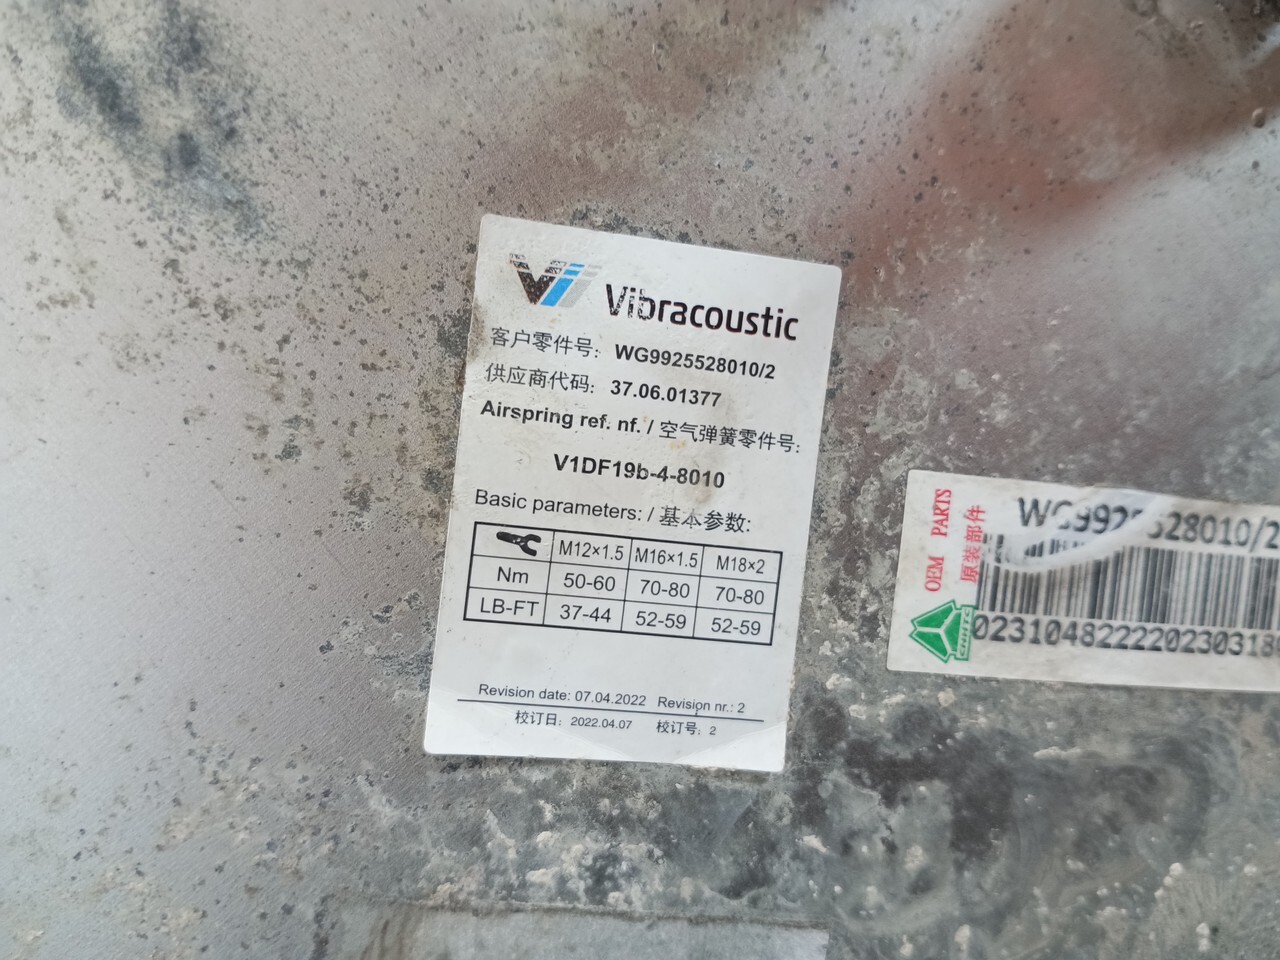 Vibracoustic
客户零件号: WG9925528010/2
供应商代码: 37.06.01377
Airspring ref. nf. / 空气弹簧零件号:
V1DF19b-4-8010
Basic parameters: / 基本参数:
M12×1.5 M16×1.5 M18×2
Nm 50-60 70-80 70-80
LB-FT 37-44 52-59 52-59
Revision date: 07.04.2022 Revision nr.: 2
校订日: 2022.04.07 校订号: 2
OEM PARTS
原装部件
WG9925528010/2
CNHTC
023104822220230318